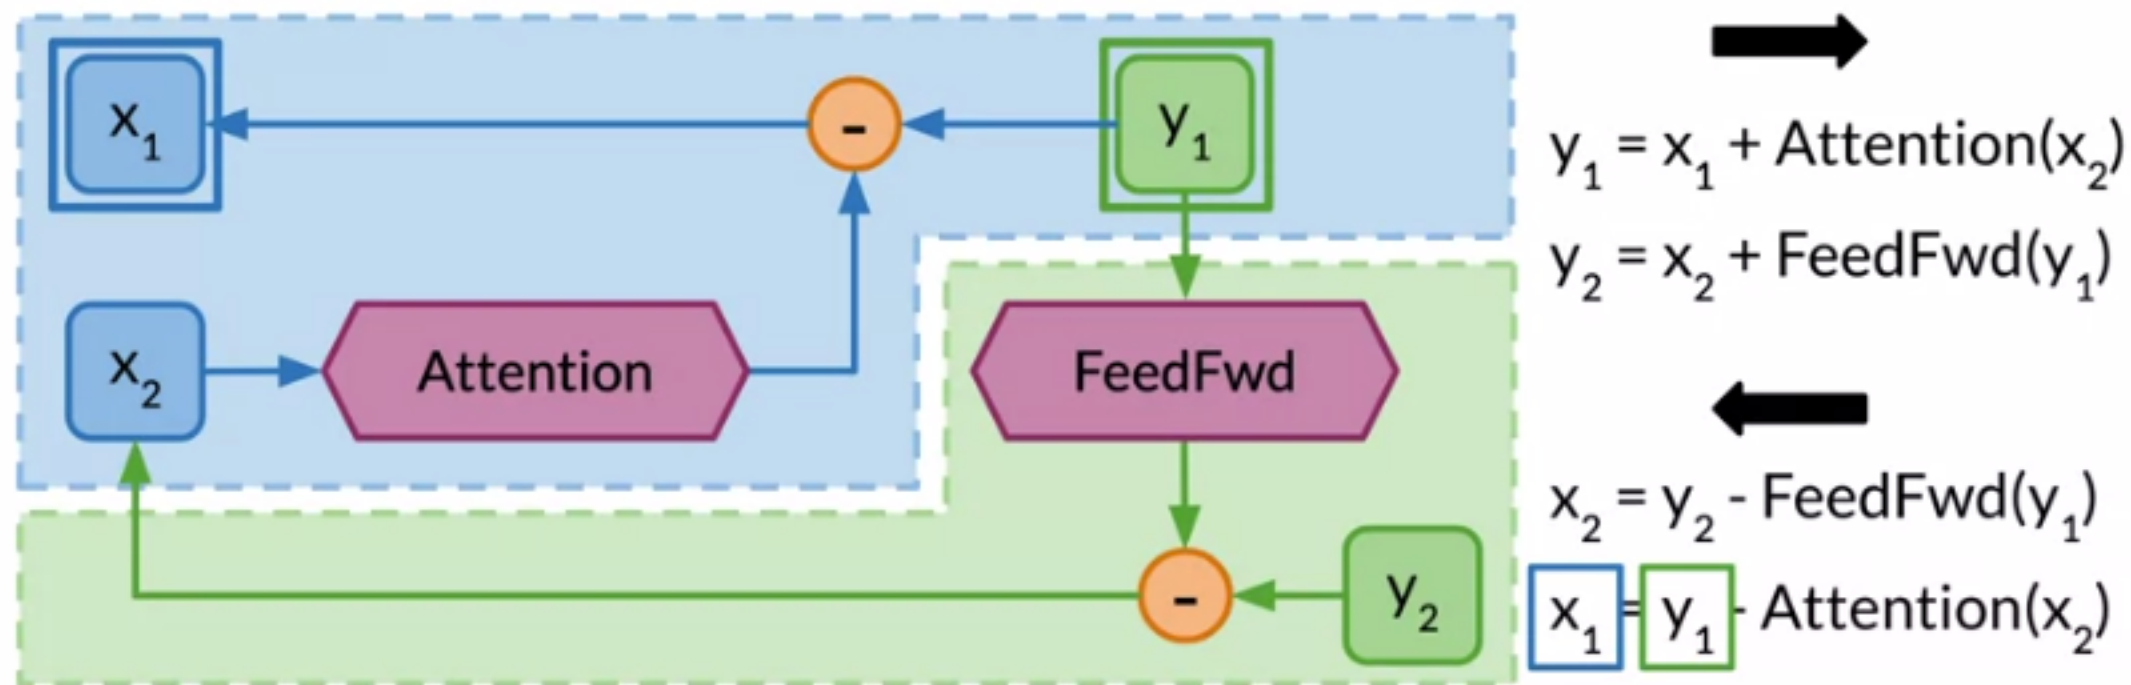 x₁
-
y₁
x₂
Attention
FeedFwd
-
y₂
y₁ = x₁ + Attention(x₂)
y₂ = x₂ + FeedFwd(y₁)
x₂ = y₂ - FeedFwd(y₁)
x₁ = y₁ - Attention(x₂)